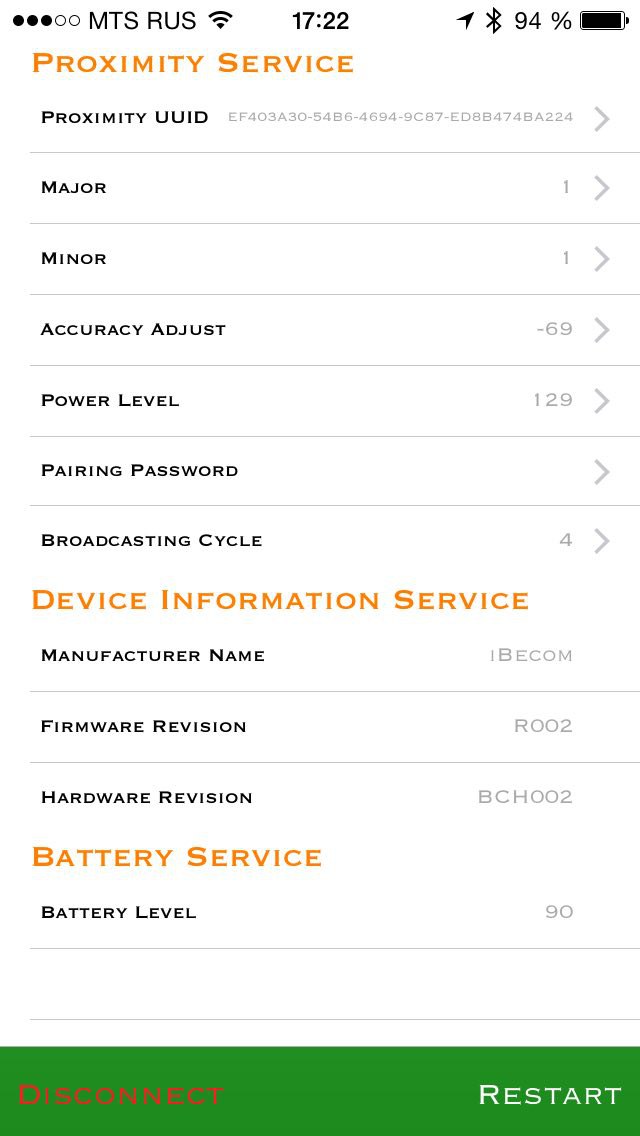 MTS RUS 17:22 94 %
Proximity Service
Proximity UUID EF403A30-54B6-4694-9C87-ED8B474BA224
Major 1
Minor 1
Accuracy Adjust -69
Power Level 129
Pairing Password
Broadcasting Cycle 4
Device Information Service
Manufacturer Name iBecom
Firmware Revision R002
Hardware Revision BCH002
Battery Service
Battery Level 90
Disconnect Restart